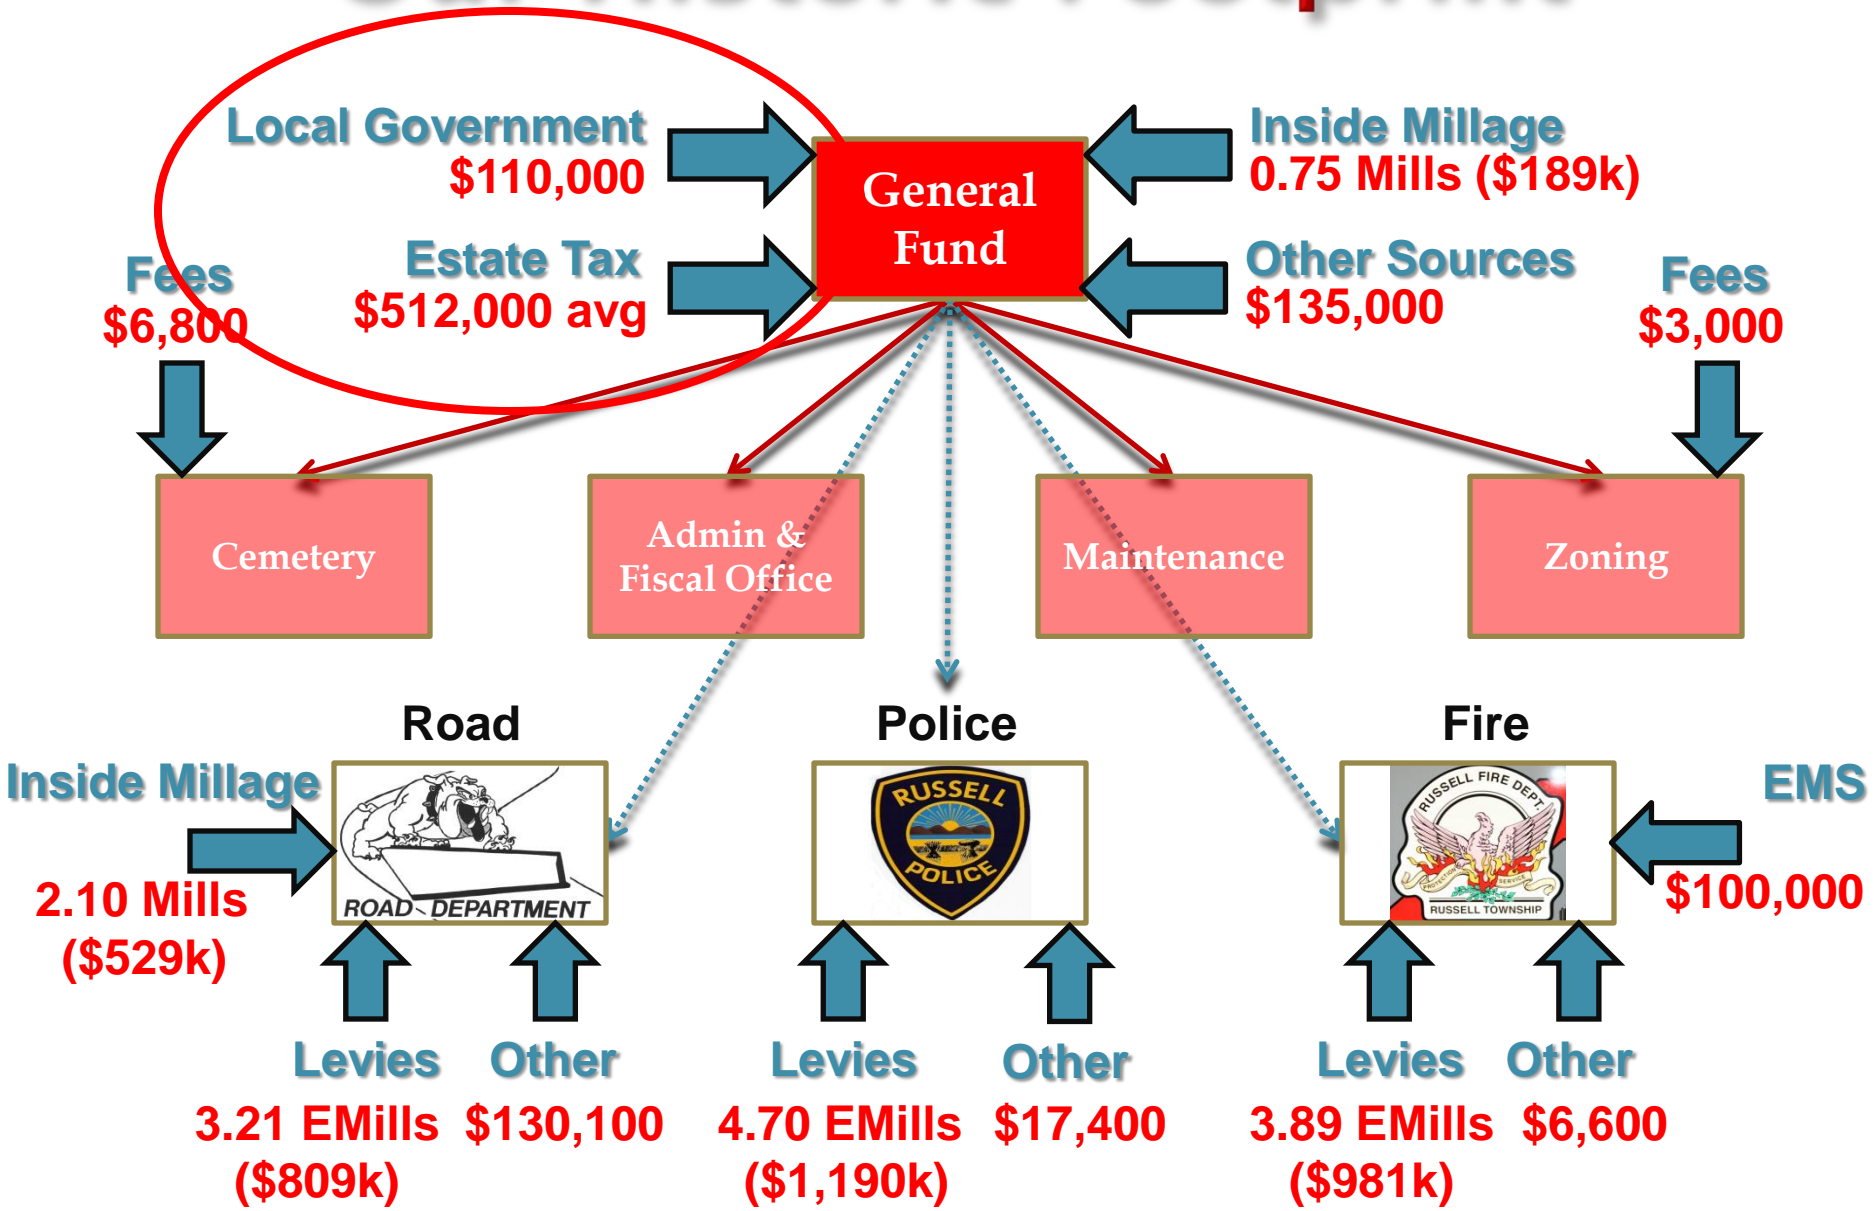 Local Government
$110,000
Inside Millage
0.75 Mills ($189k)
General
Fund
Estate Tax
$512,000 avg
Other Sources
$135,000
Fees
$6,800
Fees
$3,000
Cemetery
Admin &
Fiscal Office
Maintenance
Zoning
Road
Police
Fire
Inside Millage
2.10 Mills
($529k)
ROAD DEPARTMENT
RUSSELL
POLICE
RUSSELL FIRE DEPT.
PROTECTION
SERVICE
RUSSELL TOWNSHIP
EMS
$100,000
Levies
3.21 EMills
($809k)
Other
$130,100
Levies
4.70 EMills
($1,190k)
Other
$17,400
Levies
3.89 EMills
($981k)
Other
$6,600